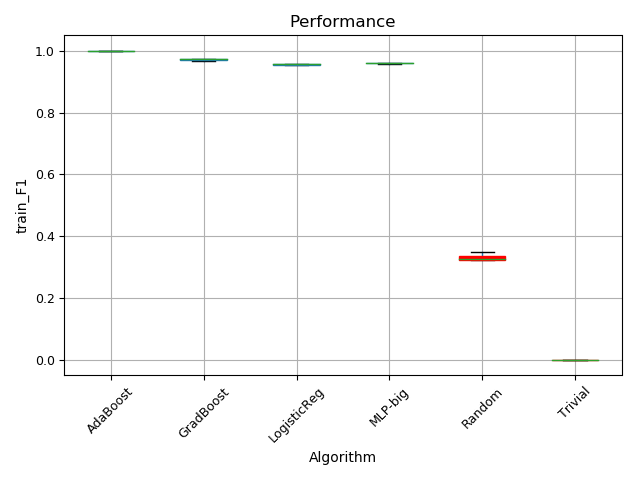 Performance
train_F1
1.0
0.8
0.6
0.4
0.2
0.0
AdaBoost
GradBoost
LogisticReg
MLP-big
Random
Trivial
Algorithm